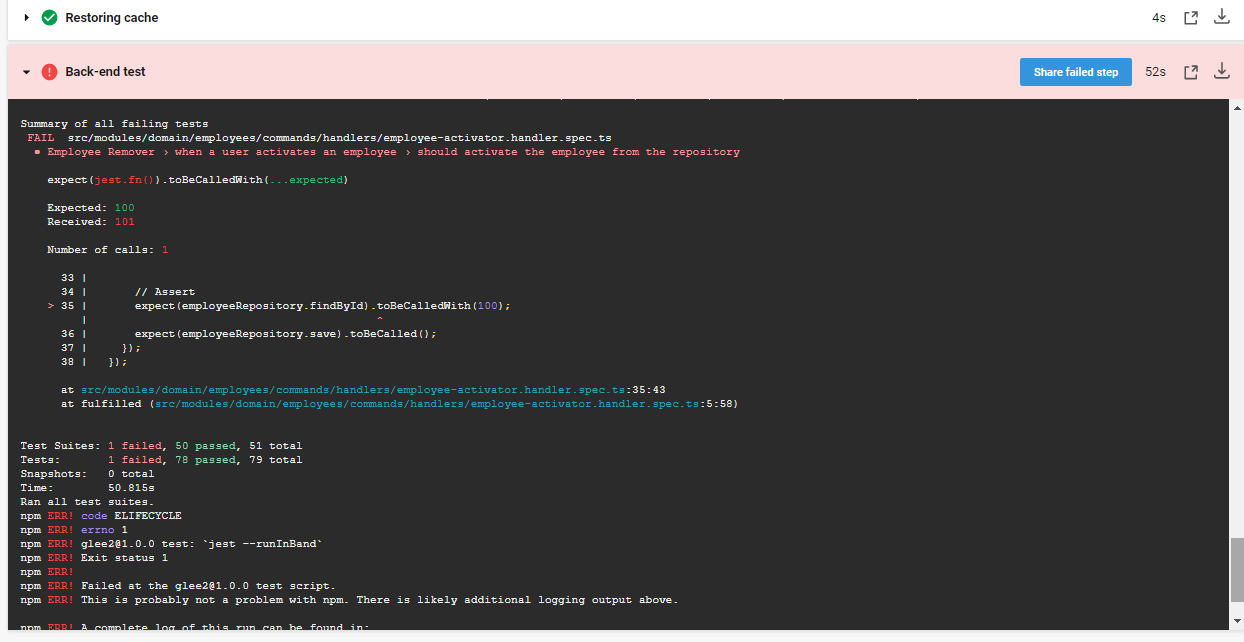 Restoring cache 4s
Back-end test Share failed step 52s
Summary of all failing tests
FAIL src/modules/domain/employees/commands/handlers/employee-activator.handler.spec.ts
● Employee Remover › when a user activates an employee › should activate the employee from the repository
expect(jest.fn()).toBeCalledWith(...expected)
Expected: 100
Received: 101
Number of calls: 1
33 |
34 | // Assert
> 35 | expect(employeeRepository.findById).toBeCalledWith(100);
| ^
36 | expect(employeeRepository.save).toBeCalled();
37 | });
38 | });
at src/modules/domain/employees/commands/handlers/employee-activator.handler.spec.ts:35:43
at fulfilled (src/modules/domain/employees/commands/handlers/employee-activator.handler.spec.ts:5:58)
Test Suites: 1 failed, 50 passed, 51 total
Tests: 1 failed, 78 passed, 79 total
Snapshots: 0 total
Time: 50.815s
Ran all test suites.
npm ERR! code ELIFECYCLE
npm ERR! errno 1
npm ERR! glee2@1.0.0 test: `jest --runInBand`
npm ERR! Exit status 1
npm ERR!
npm ERR! Failed at the glee2@1.0.0 test script.
npm ERR! This is probably not a problem with npm. There is likely additional logging output above.
npm ERR! A complete log of this run can be found in: